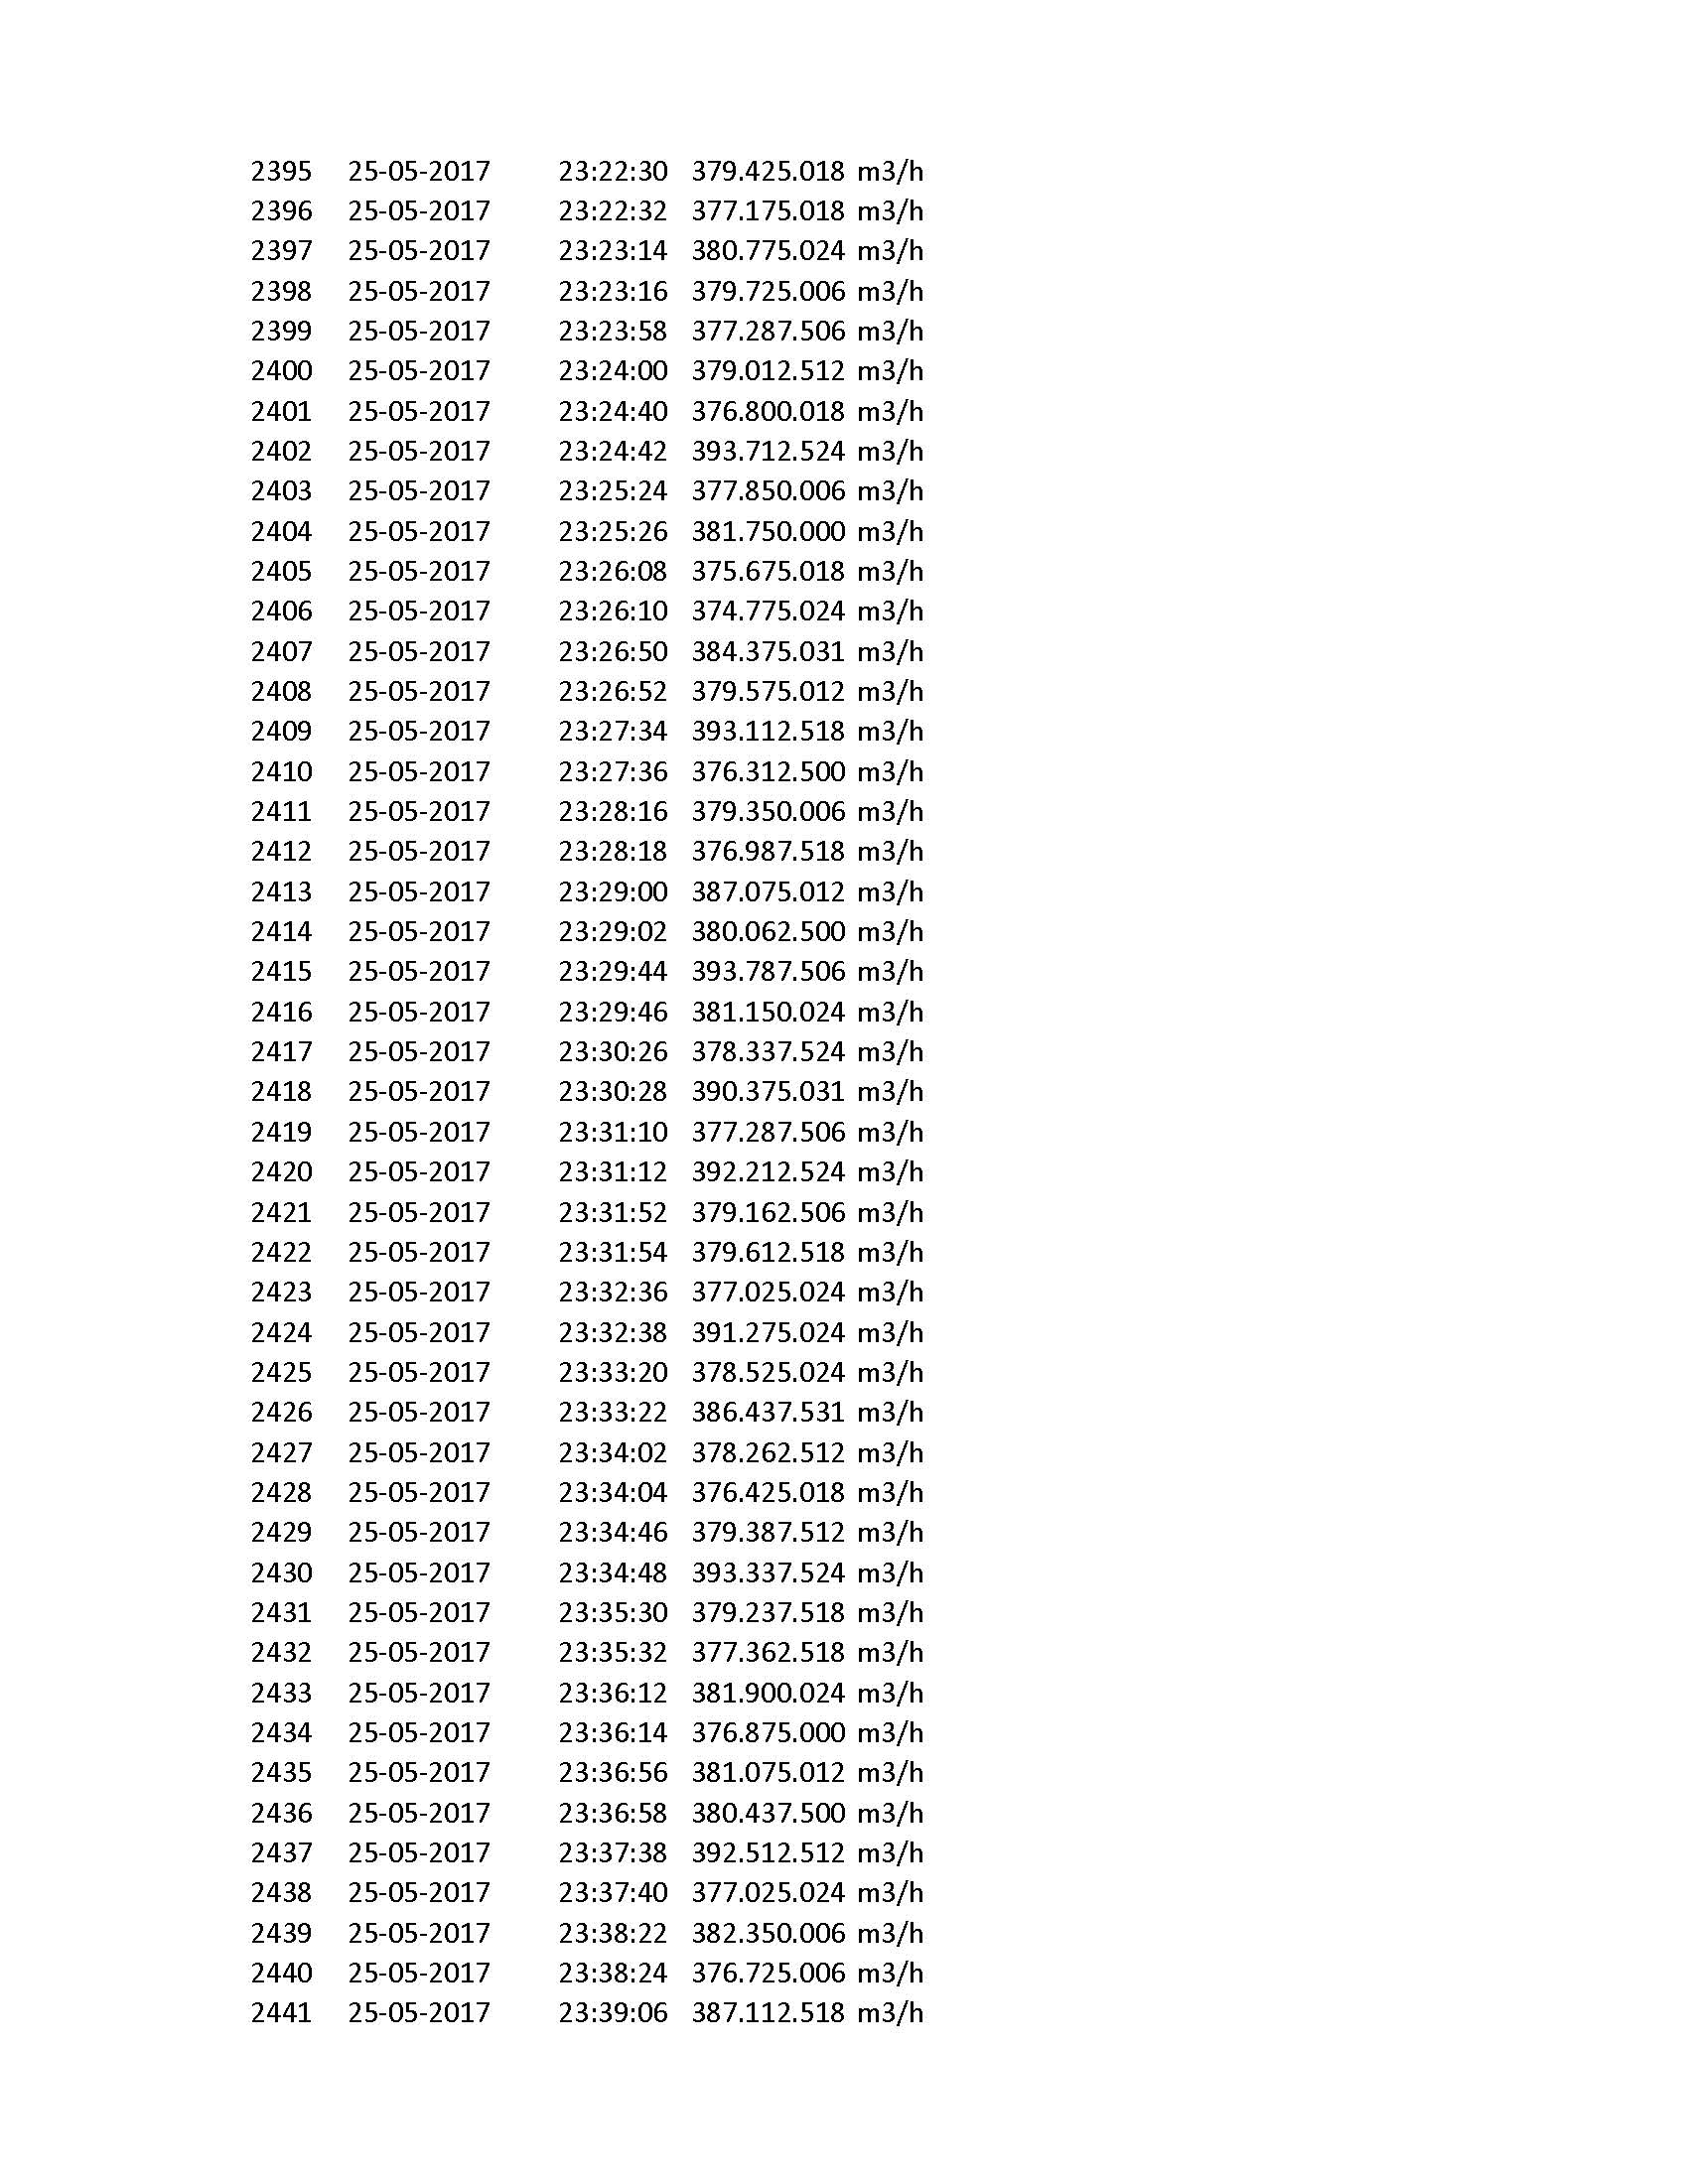 2395 25-05-2017 23:22:30 379.425.018 m3/h
2396 25-05-2017 23:22:32 377.175.018 m3/h
2397 25-05-2017 23:23:14 380.775.024 m3/h
2398 25-05-2017 23:23:16 379.725.006 m3/h
2399 25-05-2017 23:23:58 377.287.506 m3/h
2400 25-05-2017 23:24:00 379.012.512 m3/h
2401 25-05-2017 23:24:40 376.800.018 m3/h
2402 25-05-2017 23:24:42 393.712.524 m3/h
2403 25-05-2017 23:25:24 377.850.006 m3/h
2404 25-05-2017 23:25:26 381.750.000 m3/h
2405 25-05-2017 23:26:08 375.675.018 m3/h
2406 25-05-2017 23:26:10 374.775.024 m3/h
2407 25-05-2017 23:26:50 384.375.031 m3/h
2408 25-05-2017 23:26:52 379.575.012 m3/h
2409 25-05-2017 23:27:34 393.112.518 m3/h
2410 25-05-2017 23:27:36 376.312.500 m3/h
2411 25-05-2017 23:28:16 379.350.006 m3/h
2412 25-05-2017 23:28:18 376.987.518 m3/h
2413 25-05-2017 23:29:00 387.075.012 m3/h
2414 25-05-2017 23:29:02 380.062.500 m3/h
2415 25-05-2017 23:29:44 393.787.506 m3/h
2416 25-05-2017 23:29:46 381.150.024 m3/h
2417 25-05-2017 23:30:26 378.337.524 m3/h
2418 25-05-2017 23:30:28 390.375.031 m3/h
2419 25-05-2017 23:31:10 377.287.506 m3/h
2420 25-05-2017 23:31:12 392.212.524 m3/h
2421 25-05-2017 23:31:52 379.162.506 m3/h
2422 25-05-2017 23:31:54 379.612.518 m3/h
2423 25-05-2017 23:32:36 377.025.024 m3/h
2424 25-05-2017 23:32:38 391.275.024 m3/h
2425 25-05-2017 23:33:20 378.525.024 m3/h
2426 25-05-2017 23:33:22 386.437.531 m3/h
2427 25-05-2017 23:34:02 378.262.512 m3/h
2428 25-05-2017 23:34:04 376.425.018 m3/h
2429 25-05-2017 23:34:46 379.387.512 m3/h
2430 25-05-2017 23:34:48 393.337.524 m3/h
2431 25-05-2017 23:35:30 379.237.518 m3/h
2432 25-05-2017 23:35:32 377.362.518 m3/h
2433 25-05-2017 23:36:12 381.900.024 m3/h
2434 25-05-2017 23:36:14 376.875.000 m3/h
2435 25-05-2017 23:36:56 381.075.012 m3/h
2436 25-05-2017 23:36:58 380.437.500 m3/h
2437 25-05-2017 23:37:38 392.512.512 m3/h
2438 25-05-2017 23:37:40 377.025.024 m3/h
2439 25-05-2017 23:38:22 382.350.006 m3/h
2440 25-05-2017 23:38:24 376.725.006 m3/h
2441 25-05-2017 23:39:06 387.112.518 m3/h